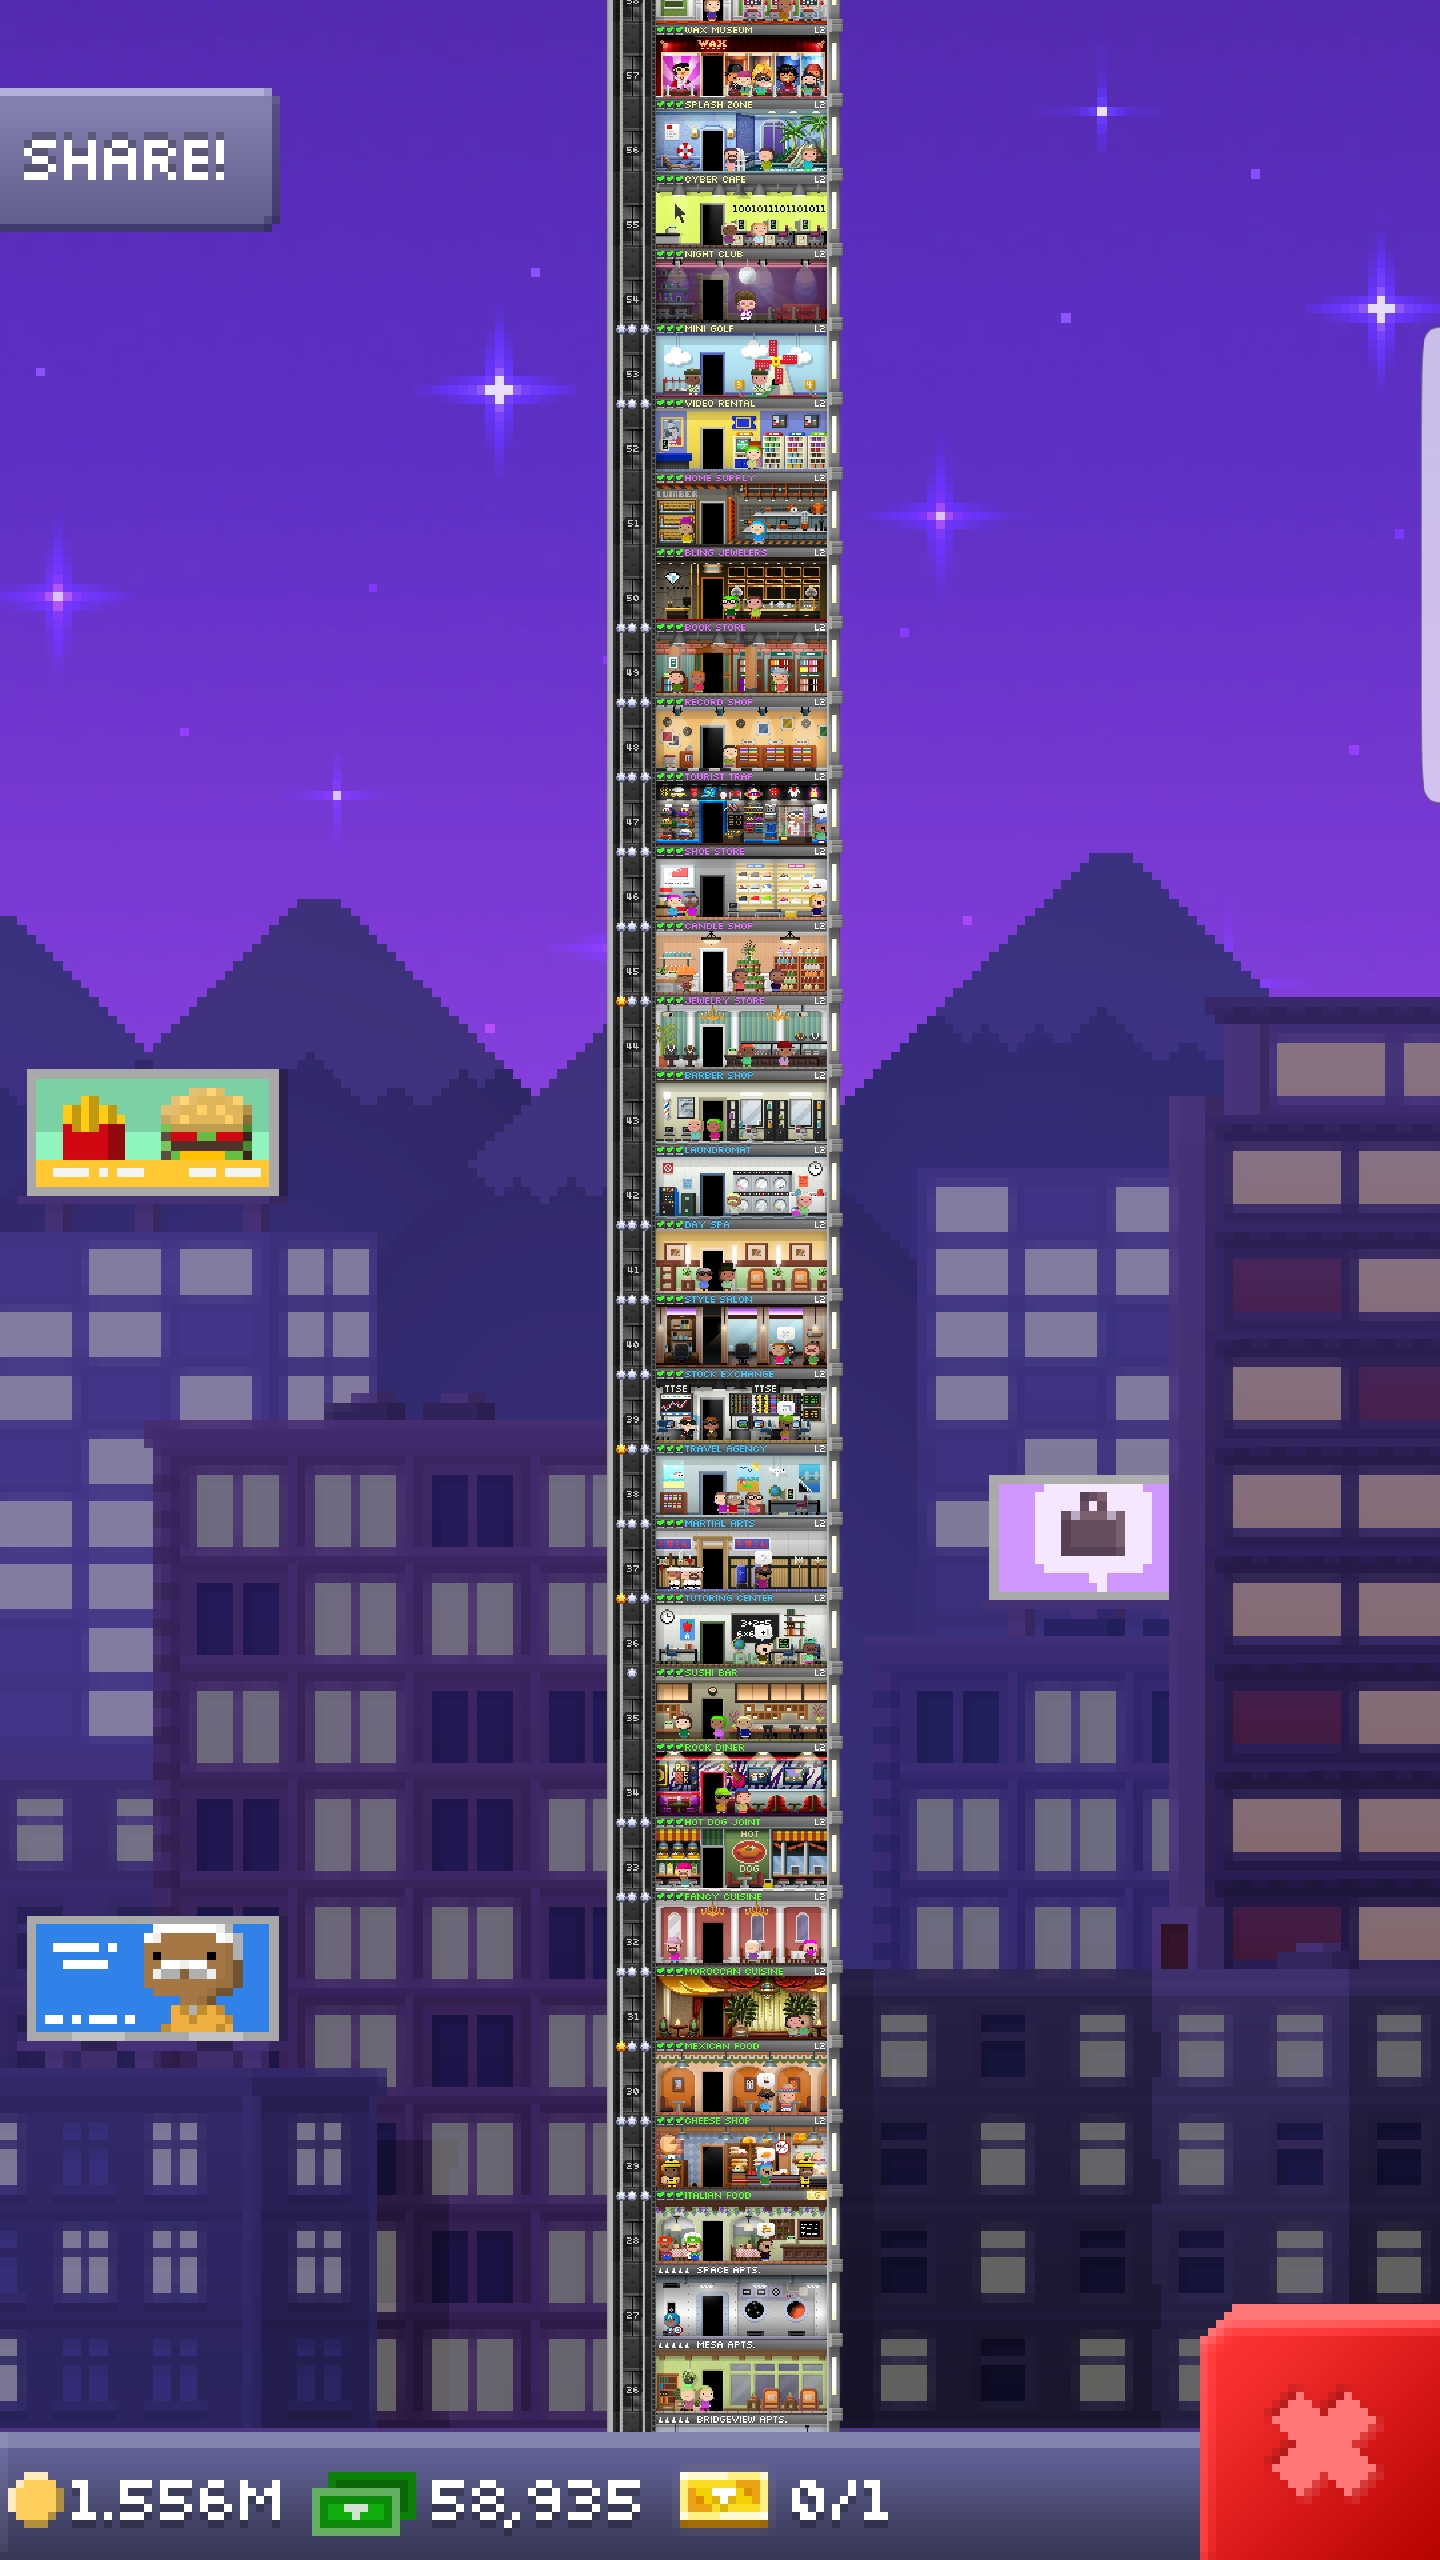 WAX MUSEUM L2
WAX
57
SPLASH ZONE L2
SHARE!
56
CYBER CAFE L2
1001011101101011
55
NIGHT CLUB L2
54
MINI GOLF L2
53
VIDEO RENTAL L2
52
HOME SUPPLY L2
LUMBER
51
BLING JEWELERS L2
50
BOOK STORE L2
49
RECORD SHOP L2
48
TOURIST TRAP L2
47
SHOE STORE L2
46
CANDLE SHOP L2
45
JEWELRY STORE L2
44
BARBER SHOP L2
43
LAUNDROMAT L2
42
DAY SPA L2
41
STYLE SALON L2
40
STOCK EXCHANGE L2
TTSE TTSE
39
TRAVEL AGENCY L2
38
MARTIAL ARTS L2
37
TUTORING CENTER L2
36
SUSHI BAR L2
35
ROCK DINER L2
34
HOT DOG JOINT L2
HOT
33
DOG
FANCY CUISINE L2
32
MOROCCAN CUISINE L2
31
MEXICAN FOOD L2
30
CHEESE SHOP L2
29
ITALIAN FOOD
28
SPACE APTS.
27
MESA APTS.
26
BRIDGEVIEW APTS.
1.556M 58,935 0/1